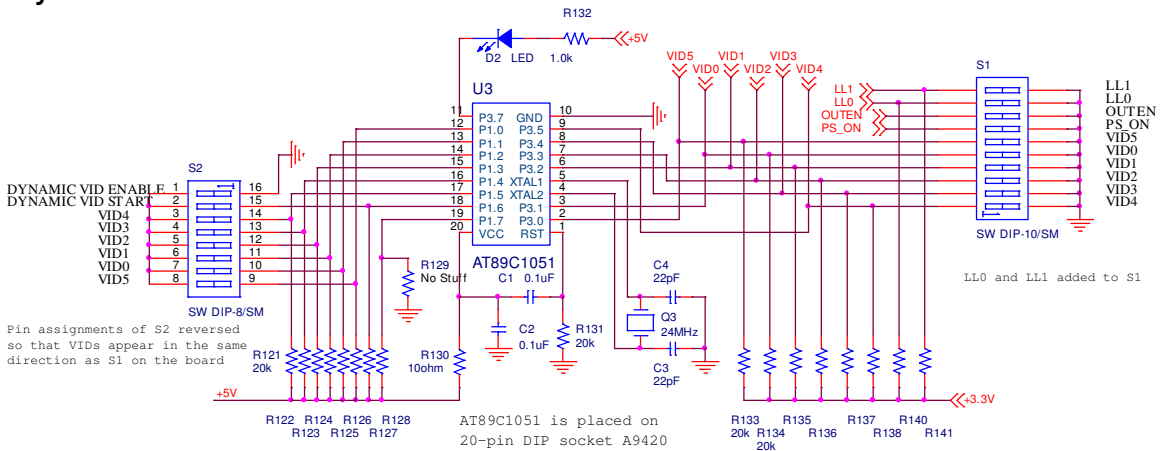 R132
+5V
D2 LED 1.0k
VID5 VID1 VID3
VID0 VID2 VID4
S1
LL1
LL0
OUTEN
PS_ON
LL1
LL0
OUTEN
PS_ON
VID5
VID0
VID1
VID2
VID3
VID4
SW DIP-10/SM
LL0 and LL1 added to S1
U3
11 P3.7 GND 10
12 P1.0 P3.5 9
13 P1.1 P3.4 8
14 P1.2 P3.3 7
15 P1.3 P3.2 6
16 P1.4 XTAL1 5
17 P1.5 XTAL2 4
18 P1.6 P3.1 3
19 P1.7 P3.0 2
20 VCC RST 1
AT89C1051
S2
DYNAMIC VID ENABLE 1 16
DYNAMIC VID START 2 15
VID4 3 14
VID3 4 13
VID2 5 12
VID1 6 11
VID0 7 10
VID5 8 9
SW DIP-8/SM
Pin assignments of S2 reversed
so that VIDs appear in the same
direction as S1 on the board
R129
No Stuff
C1 0.1uF
C2
0.1uF
R131
20k
C4
22pF
Q3
24MHz
C3
22pF
R121
20k
R130
10ohm
+5V
R122 R124 R126 R128
R123 R125 R127
AT89C1051 is placed on
20-pin DIP socket A9420
+3.3V
R133 R135 R137 R140
20k R134 R136 R138 R141
20k